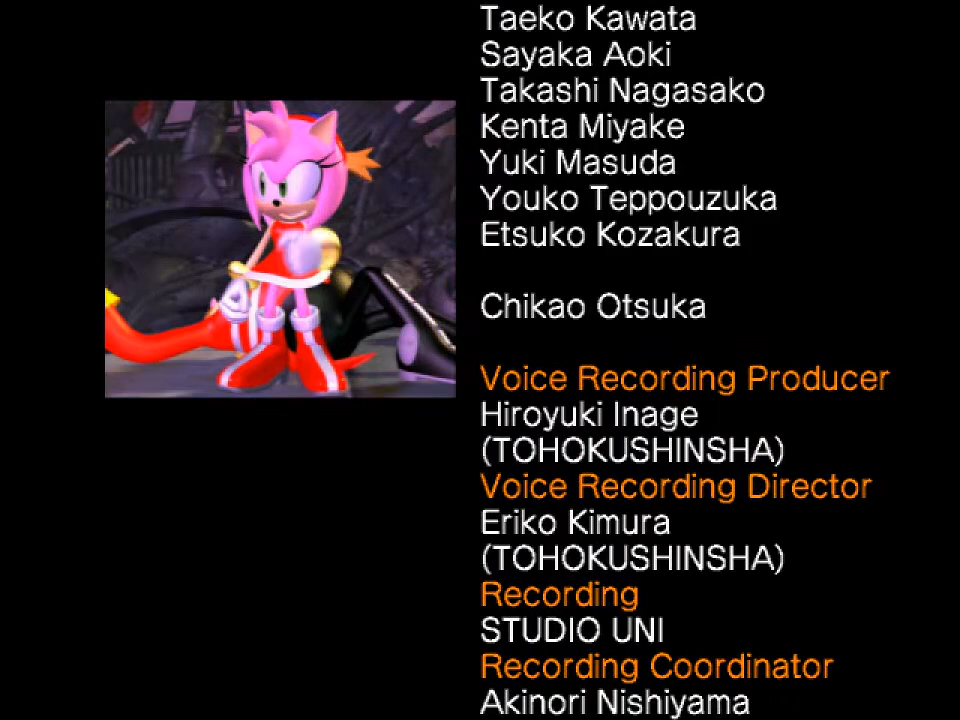 Taeko Kawata
Sayaka Aoki
Takashi Nagasako
Kenta Miyake
Yuki Masuda
Youko Teppouzuka
Etsuko Kozakura
Chikao Otsuka
Voice Recording Producer
Hiroyuki Inage
(TOHOKUSHINSHA)
Voice Recording Director
Eriko Kimura
(TOHOKUSHINSHA)
Recording
STUDIO UNI
Recording Coordinator
Akinori Nishiyama